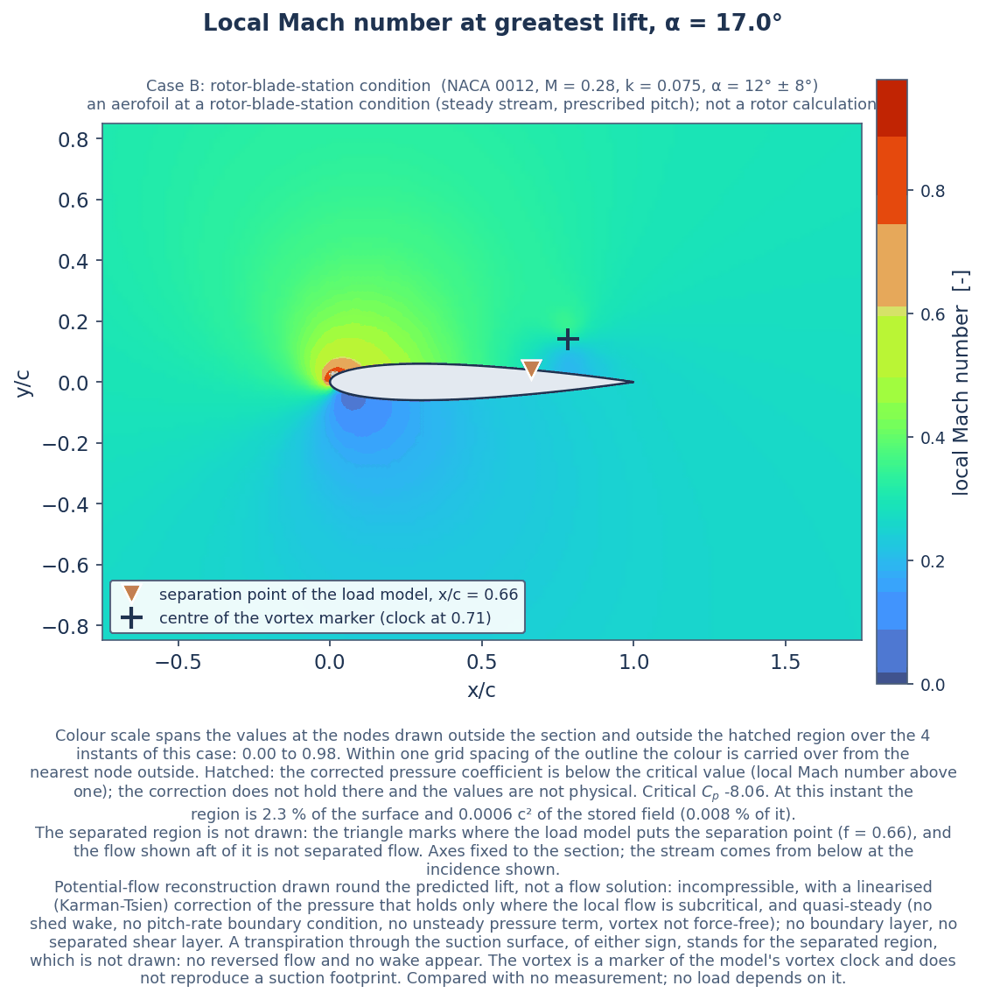 Local Mach number at greatest lift, α = 17.0°
Case B: rotor-blade-station condition  (NACA 0012, M = 0.28, k = 0.075, α = 12° ± 8°)
an aerofoil at a rotor-blade-station condition (steady stream, prescribed pitch); not a rotor calculation
0.8
0.6
0.4
0.2
0.0
−0.2
−0.4
−0.6
−0.8
y/c
−0.5
0.0
0.5
1.0
1.5
x/c
separation point of the load model, x/c = 0.66
centre of the vortex marker (clock at 0.71)
0.8
0.6
0.4
0.2
0.0
local Mach number  [-]
Colour scale spans the values at the nodes drawn outside the section and outside the hatched region over the 4
instants of this case: 0.00 to 0.98. Within one grid spacing of the outline the colour is carried over from the
nearest node outside. Hatched: the corrected pressure coefficient is below the critical value (local Mach number above
one); the correction does not hold there and the values are not physical. Critical Cₚ -8.06. At this instant the
region is 2.3 % of the surface and 0.0006 c² of the stored field (0.008 % of it).
The separated region is not drawn: the triangle marks where the load model puts the separation point (f = 0.66), and
the flow shown aft of it is not separated flow. Axes fixed to the section; the stream comes from below at the
incidence shown.
Potential-flow reconstruction drawn round the predicted lift, not a flow solution: incompressible, with a linearised
(Karman-Tsien) correction of the pressure that holds only where the local flow is subcritical, and quasi-steady (no
shed wake, no pitch-rate boundary condition, no unsteady pressure term, vortex not force-free); no boundary layer, no
separated shear layer. A transpiration through the suction surface, of either sign, stands for the separated region,
which is not drawn: no reversed flow and no wake appear. The vortex is a marker of the model's vortex clock and does
not reproduce a suction footprint. Compared with no measurement; no load depends on it.